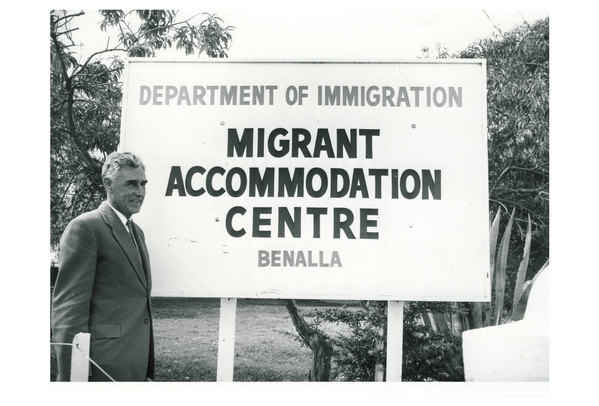 DEPARTMENT OF IMMIGRATION
MIGRANT
ACCOMMODATION
CENTRE
BENALLA